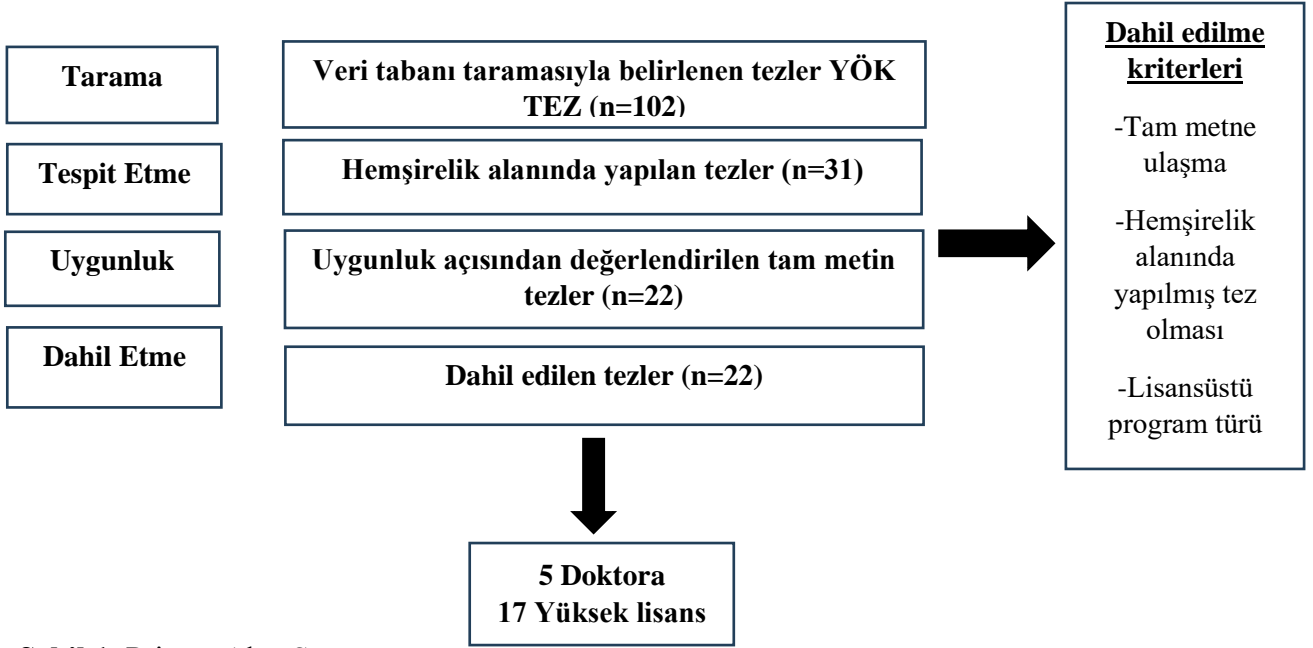 Tarama
Veri tabanı taramasıyla belirlenen tezler YÖK
TEZ (n=102)
Tespit Etme
Hemşirelik alanında yapılan tezler (n=31)
Uygunluk
Uygunluk açısından değerlendirilen tam metin
tezler (n=22)
Dahil Etme
Dahil edilen tezler (n=22)
5 Doktora
17 Yüksek lisans
Dahil edilme
kriterleri
-Tam metne
ulaşma
-Hemşirelik
alanında
yapılmış tez
olması
-Lisansüstü
program türü